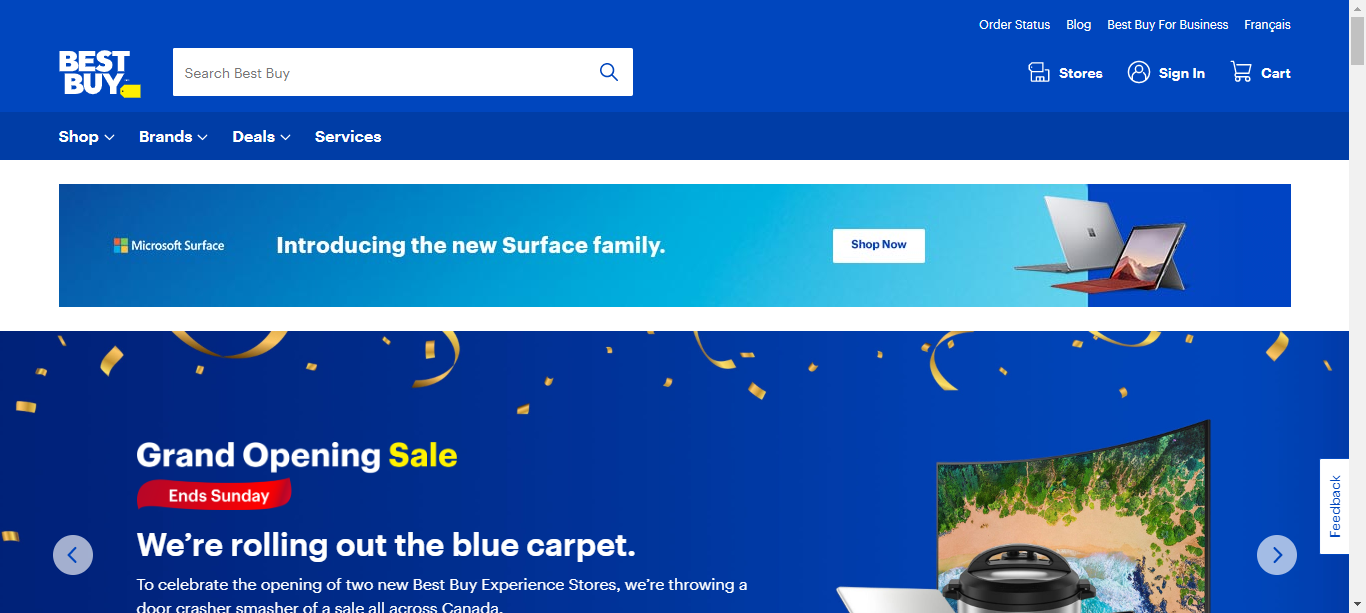 Order Status Blog Best Buy For Business Français
BEST
BUY
Search Best Buy
Stores Sign In Cart
Shop Brands Deals Services
Microsoft Surface
Introducing the new Surface family.
Shop Now
Grand Opening Sale
Ends Sunday
We’re rolling out the blue carpet.
To celebrate the opening of two new Best Buy Experience Stores, we’re throwing a
door crasher smasher of a sale all across Canada.
Feedback